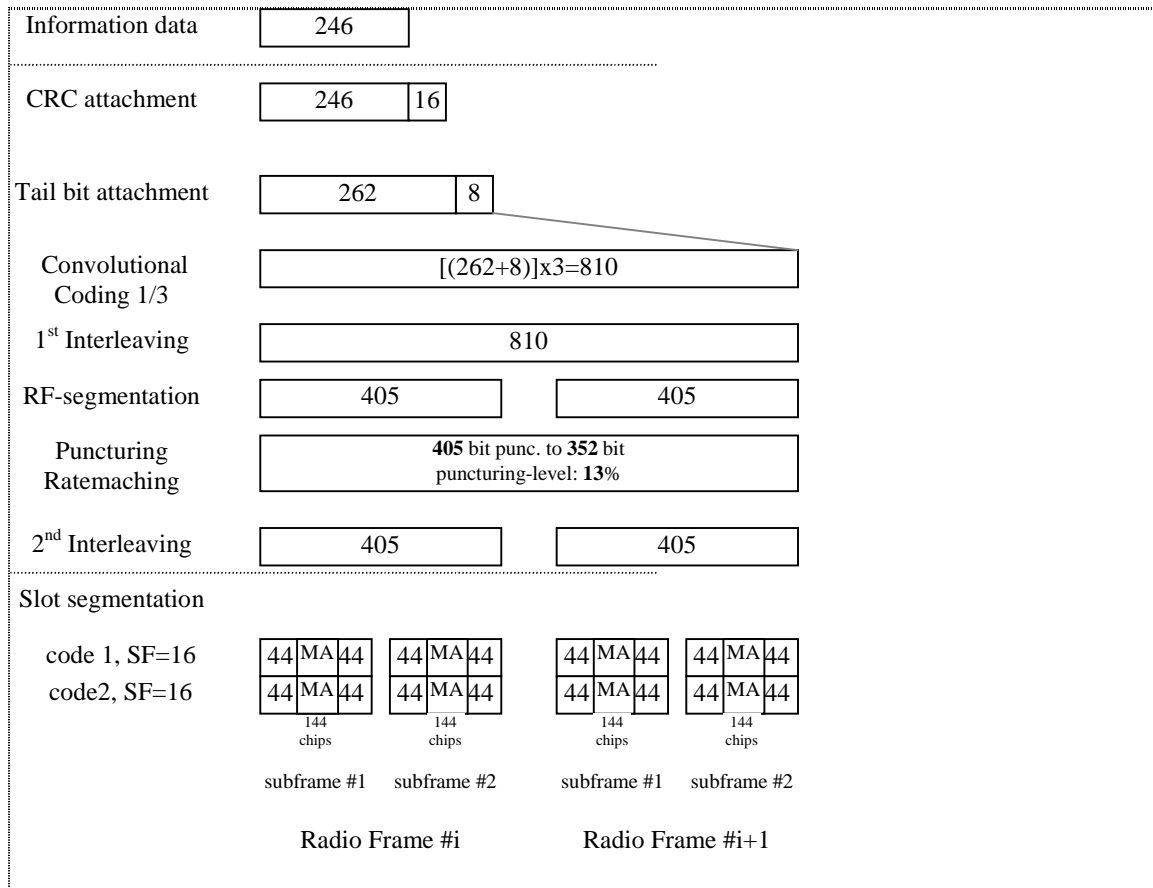 Information data 246
CRC attachment 246 16
Tail bit attachment 262 8
Convolutional
Coding 1/3
[(262+8)]x3=810
1st Interleaving 810
RF-segmentation 405 405
Puncturing
Ratemaching
405 bit punc. to 352 bit
puncturing-level: 13%
2nd Interleaving 405 405
Slot segmentation
code 1, SF=16 44 MA 44 44 MA 44 44 MA 44 44 MA 44
code2, SF=16 44 MA 44 44 MA 44 44 MA 44 44 MA 44
144 144 144 144
chips chips chips chips
subframe #1 subframe #2 subframe #1 subframe #2
Radio Frame #i Radio Frame #i+1